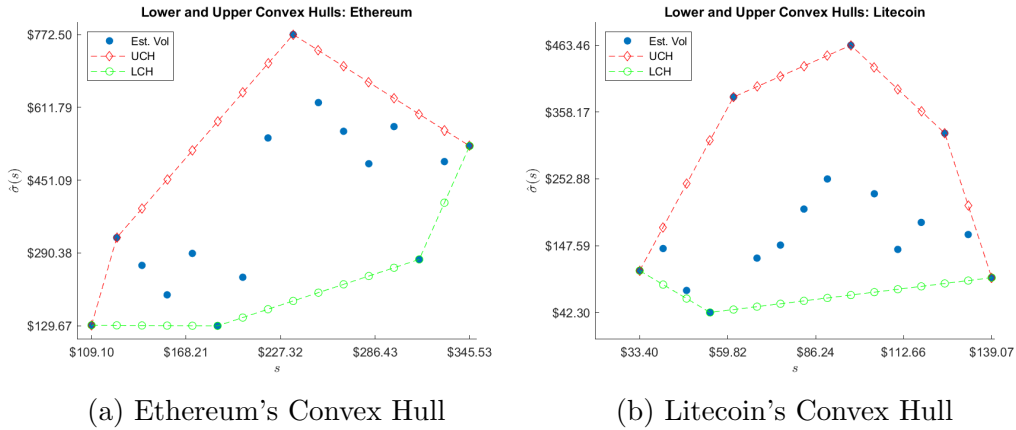 Lower and Upper Convex Hulls: Ethereum
$772.50
$611.79
$451.09
$290.38
$129.67
σ̂(s)
Est. Vol
UCH
LCH
$109.10 $168.21 $227.32 $286.43 $345.53
s
(a) Ethereum's Convex Hull
Lower and Upper Convex Hulls: Litecoin
$463.46
$358.17
$252.88
$147.59
$42.30
σ̂(s)
Est. Vol
UCH
LCH
$33.40 $59.82 $86.24 $112.66 $139.07
s
(b) Litecoin's Convex Hull